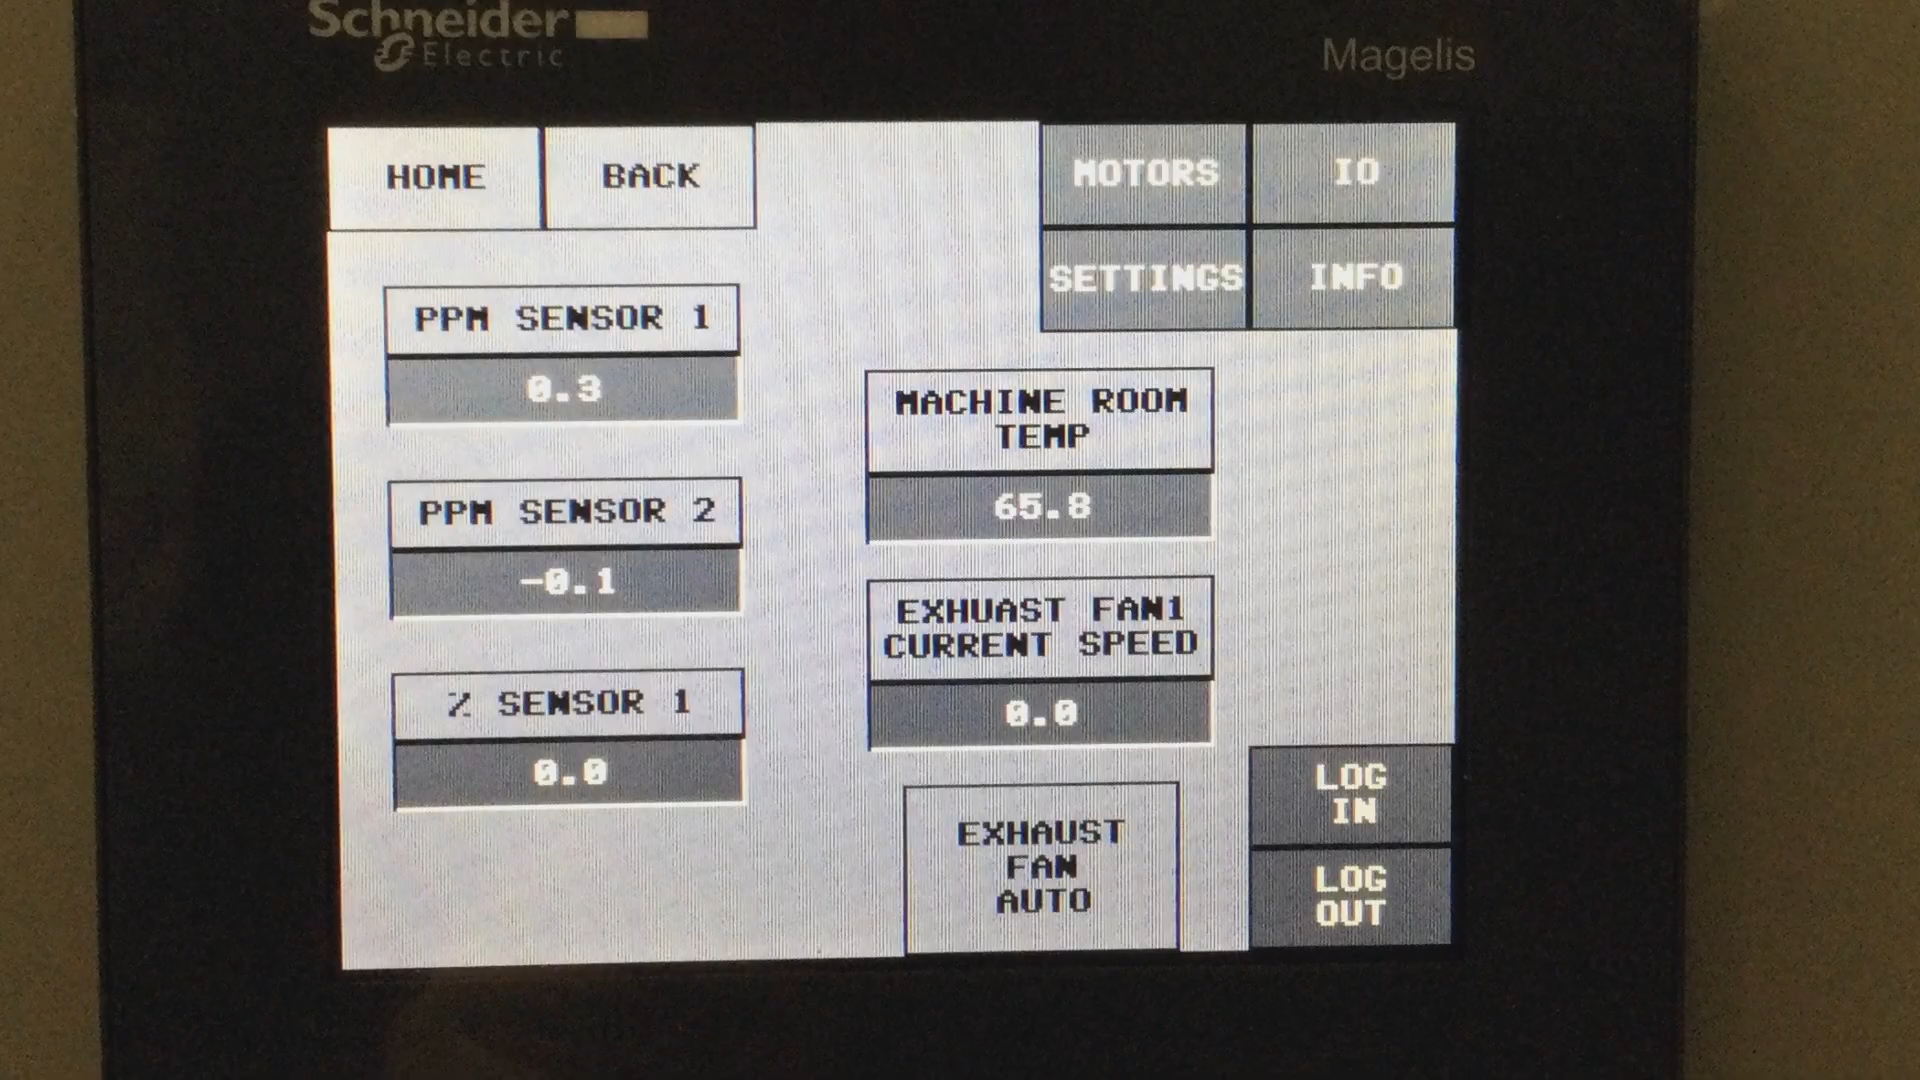 Schneider
Electric
Magelis
HOME
BACK
MOTORS
IO
SETTINGS
INFO
PPM SENSOR 1
0.3
PPM SENSOR 2
-0.1
% SENSOR 1
0.0
MACHINE ROOM
TEMP
65.8
EXHUAST FAN1
CURRENT SPEED
0.0
EXHAUST
FAN
AUTO
LOG
IN
LOG
OUT